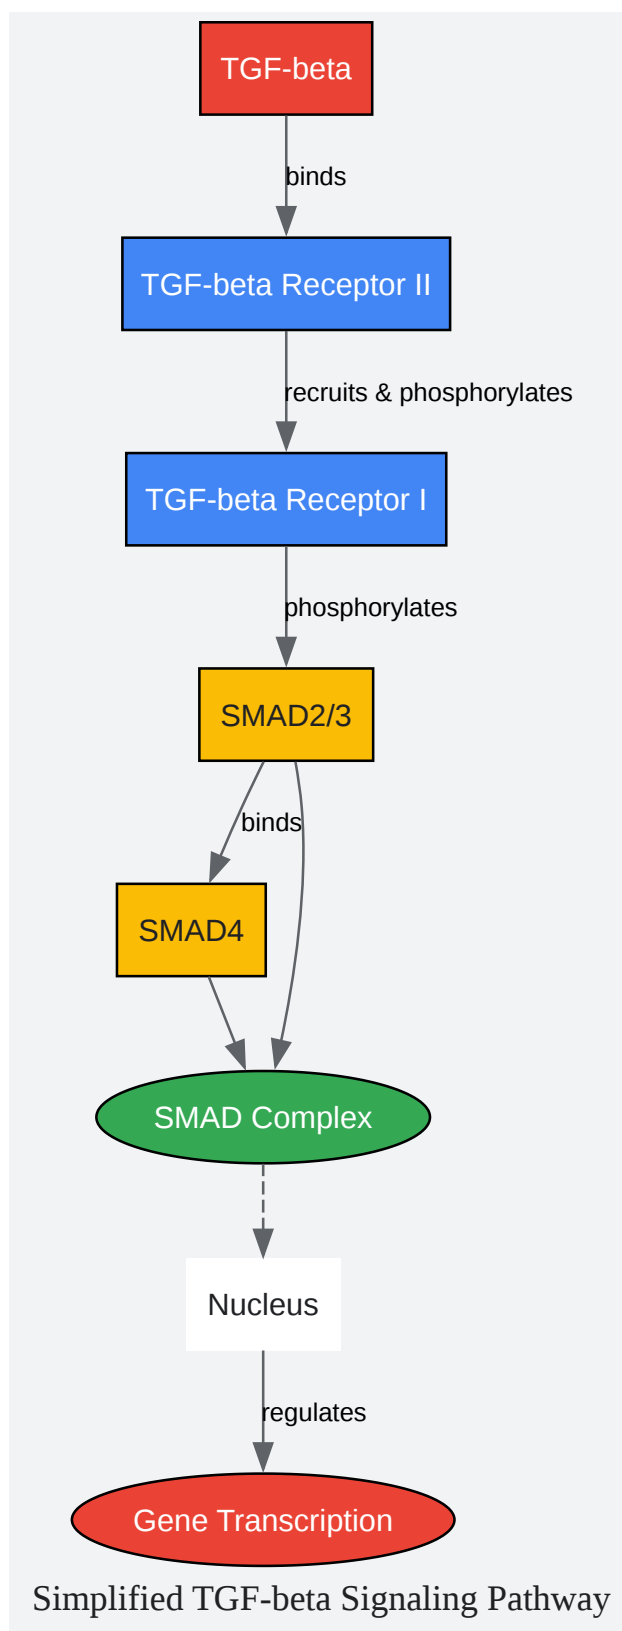 TGF-beta
binds
TGF-beta Receptor II
recruits & phosphorylates
TGF-beta Receptor I
phosphorylates
SMAD2/3
binds
SMAD4
SMAD Complex
Nucleus
regulates
Gene Transcription
Simplified TGF-beta Signaling Pathway